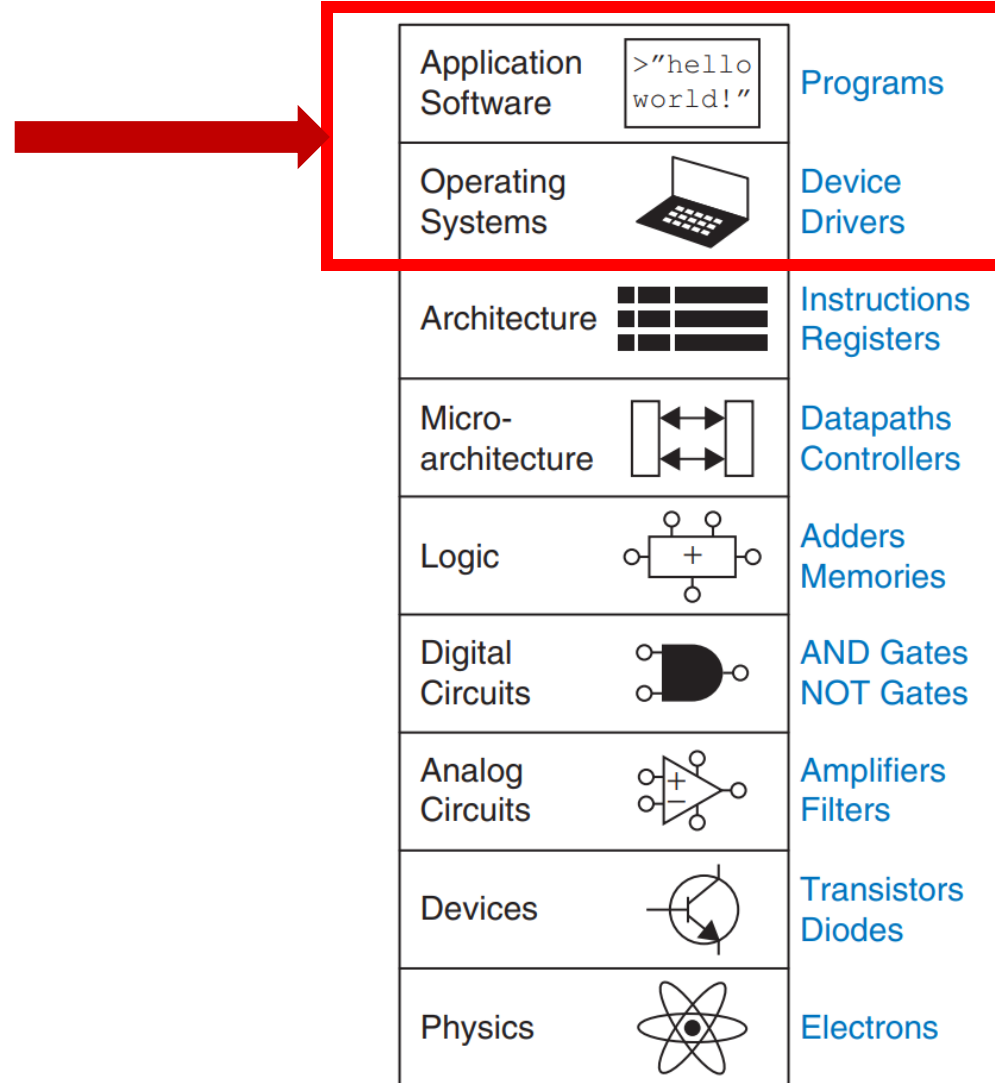 Application
Software
>"hello
world!"
Programs
Operating
Systems
Device
Drivers
Architecture
Instructions
Registers
Micro-
architecture
Datapaths
Controllers
Logic
+
Adders
Memories
Digital
Circuits
AND Gates
NOT Gates
Analog
Circuits
+
−
Amplifiers
Filters
Devices
Transistors
Diodes
Physics
Electrons